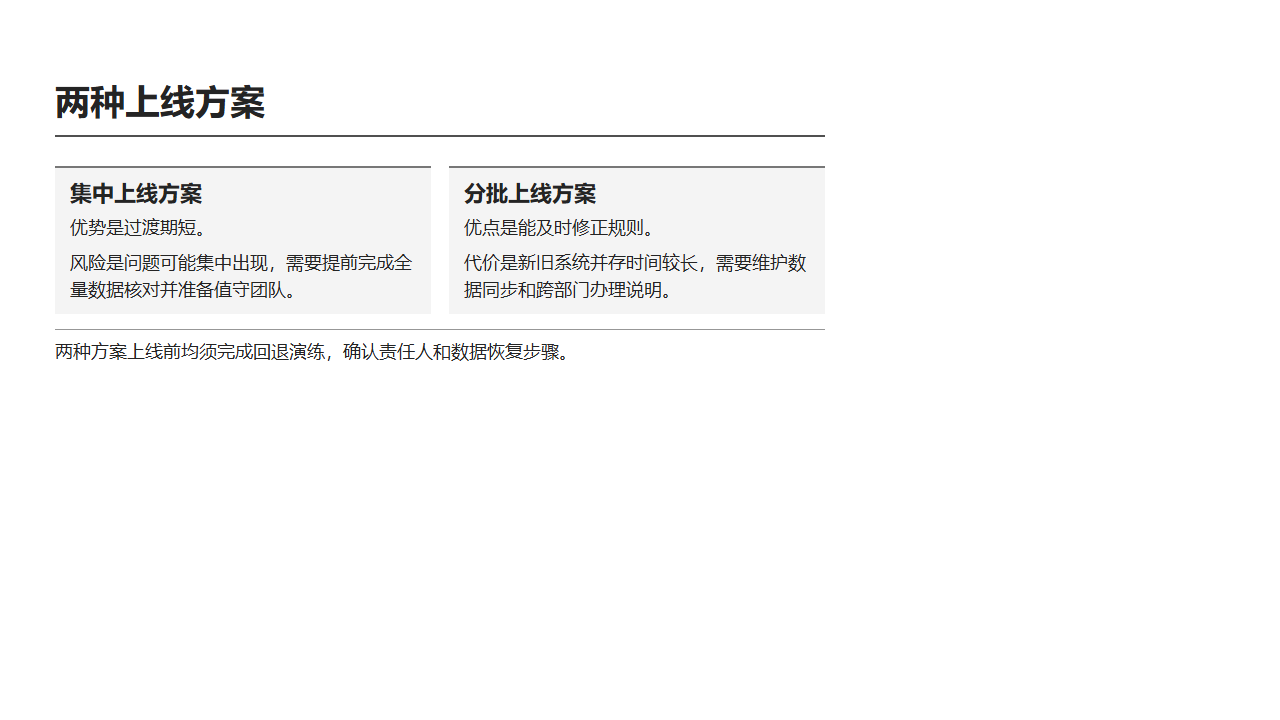 两种上线方案
集中上线方案
优势是过渡期短。
风险是问题可能集中出现，需要提前完成全
量数据核对并准备值守团队。
分批上线方案
优点是能及时修正规则。
代价是新旧系统并存时间较长，需要维护数
据同步和跨部门办理说明。
两种方案上线前均须完成回退演练，确认责任人和数据恢复步骤。